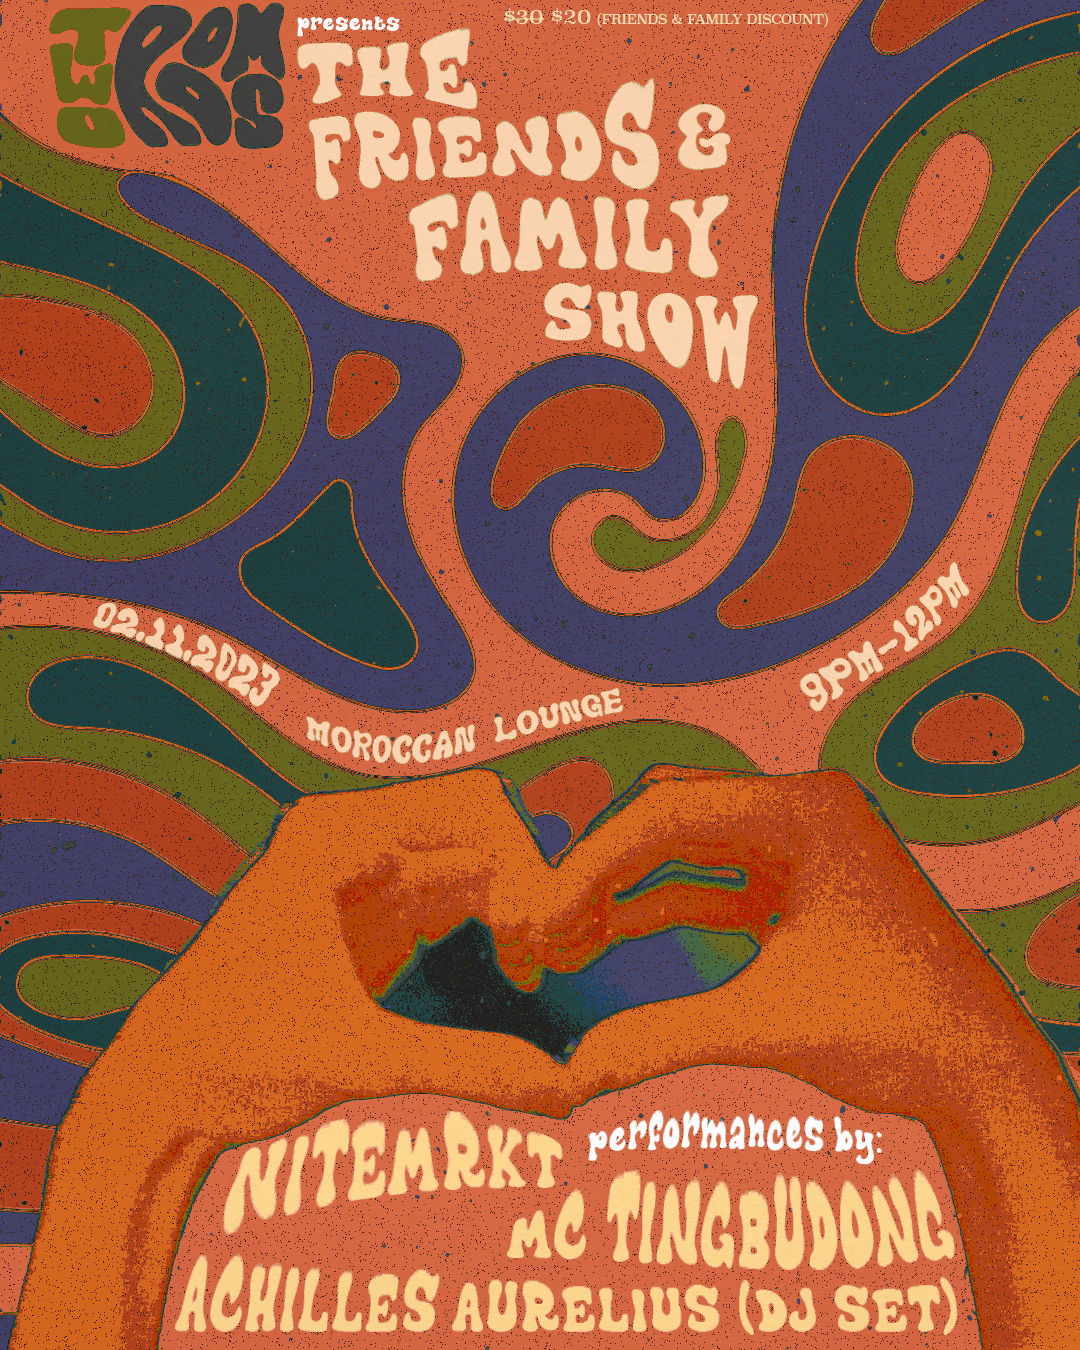 TWO POMROS
presents
$30 $20 (FRIENDS & FAMILY DISCOUNT)
THE
FRIENDS &
FAMILY
SHOW
02.11.2023
MOROCCAN LOUNGE
9PM-12PM
performances by:
NITEMRKT
MC TINGBUDONG
ACHILLES AURELIUS (DJ SET)